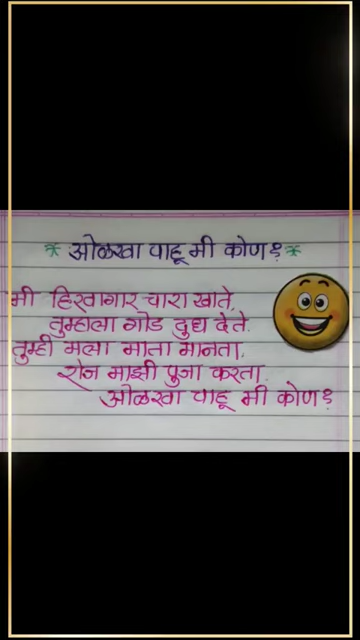 * ओळखा पाहू मी कोण? *
मी हिरवागार चारा खाते,
तुम्हाला गोड दुध देते.
तुम्ही मला माता मानता,
रोज माझी पुजा करता
ओळखा पाहू मी कोण?